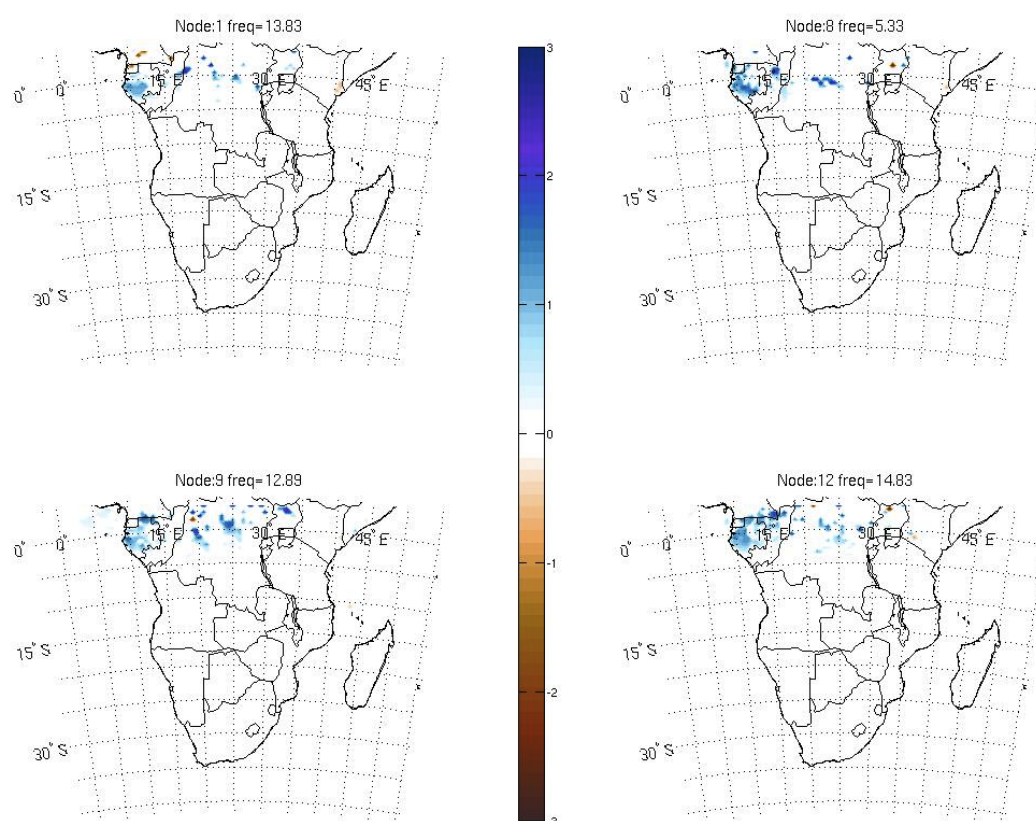 Node:1 freq=13.83
0° 0° 15° E 30° E 45° E
15° S
30° S
3
2
1
0
-1
-2
-3
Node:8 freq=5.33
0° 0° 15° E 30° E 45° E
15° S
30° S
Node:9 freq=12.89
0° 0° 15° E 30° E 45° E
15° S
30° S
Node:12 freq=14.83
0° 0° 15° E 30° E 45° E
15° S
30° S